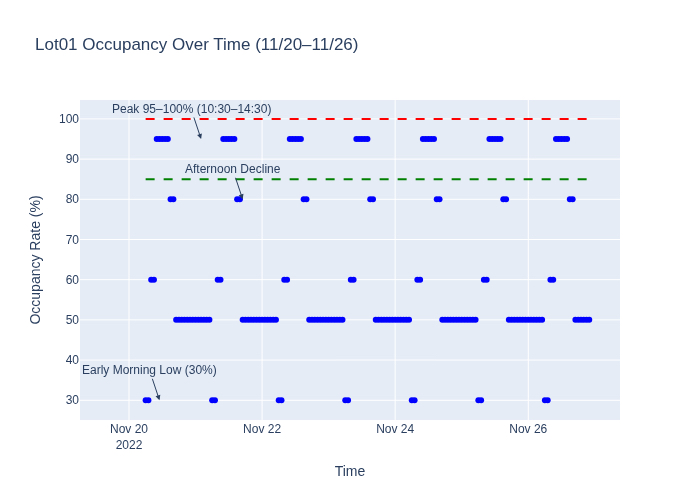 Lot01 Occupancy Over Time (11/20–11/26)
Peak 95–100% (10:30–14:30)
Afternoon Decline
Early Morning Low (30%)
Occupancy Rate (%)
100
90
80
70
60
50
40
30
Nov 20
2022
Nov 22
Nov 24
Nov 26
Time